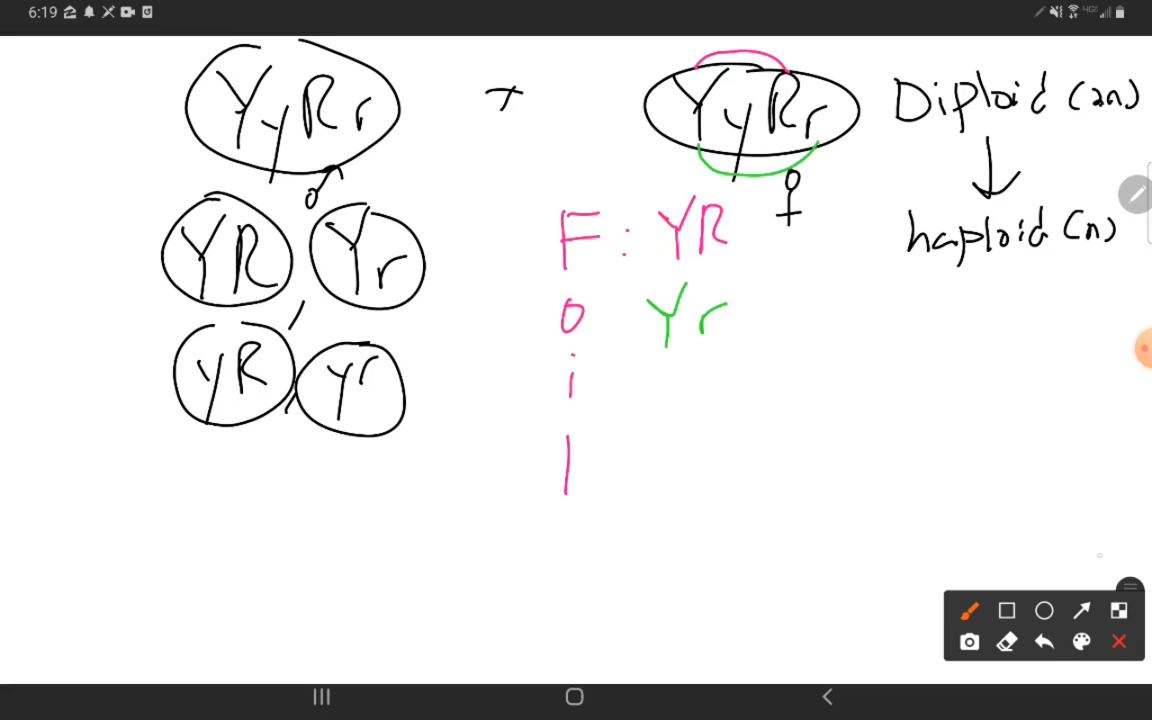 6:19
YyRr × YyRr Diploid (2n)
♂ ♀
YR Yr F : YR haploid (n)
, O Yr
yR , yr i
l